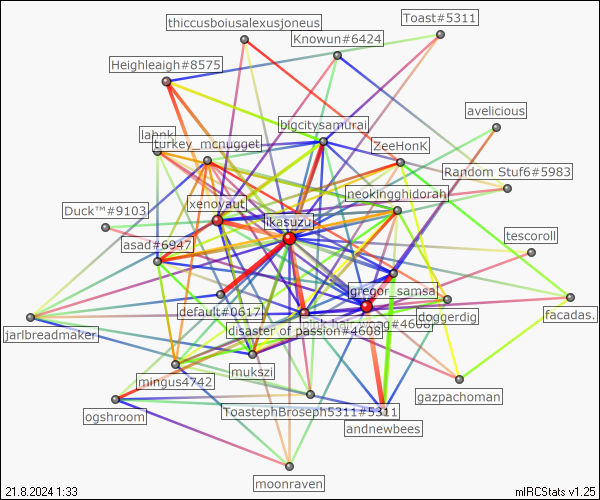 thiccusboiusalexusjoneus
Toast#5311
Knowun#6424
Heighleaigh#8575
avelicious
bigcitysamurai
lahnk
turkey_mcnugget
ZeeHonK
Random Stuf6#5983
neokingghidorah
xenoyaut
Duck™#9103
ikasuzu
asad#6947
tescoroll
gregor_samsa
default#0617
doggerdig
facadas.
disaster of passion#4608
jarlbreadmaker
mukszi
mingus4742
gazpachoman
ToastephBroseph5311#5311
ogshroom
andnewbees
moonraven
21.8.2024 1:33
mIRCStats v1.25